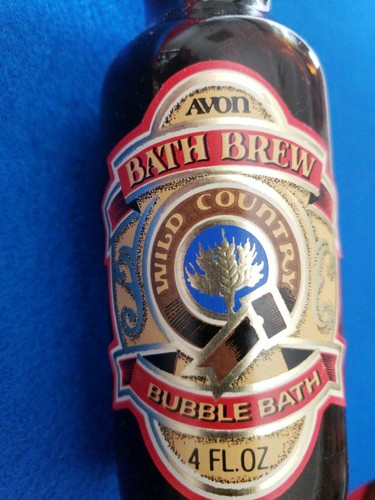 AVON
BATH BREW
WILD COUNTRY
BUBBLE BATH
4 FL.OZ